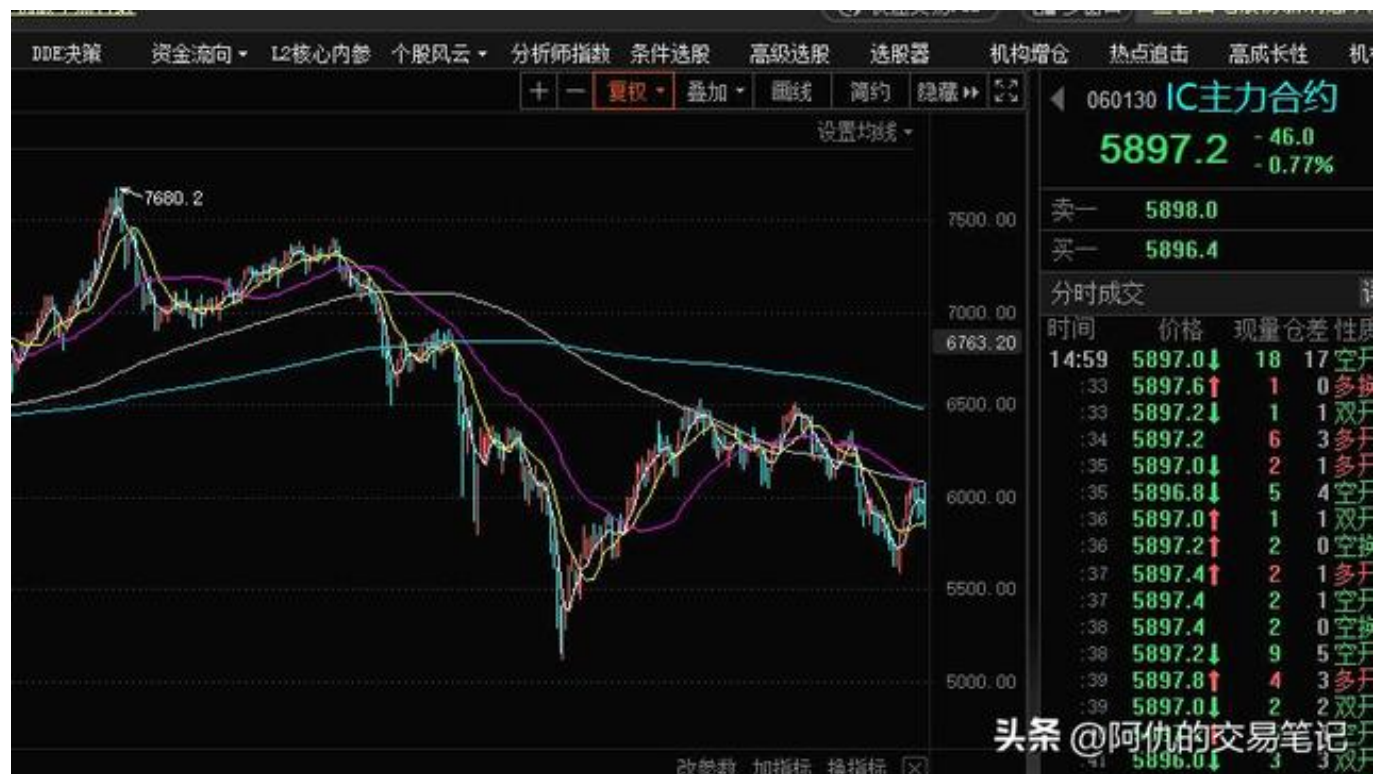 DDE决策 资金流向 L2核心内参 个股风云 分析师指数 条件选股 高级选股 选股器 机构增仓 热点追击 高成长性
+ 一 复权 叠加 画线 简约 隐藏
060130 IC主力合约
设置均线
5897.2 -46.0
-0.77%
7680.2
卖一 5898.0
买一 5896.4
7500.00
分时成交
7000.00
时间 价格 现量 仓差 性质
6763.20
14:59 5897.0↓ 18 17 空开
:33 5897.6↑ 1 0 多换
6500.00
:33 5897.2↓ 1 1 双开
:34 5897.2 6 3 多开
:35 5897.0↓ 2 1 多开
6000.00
:35 5896.8↓ 5 4 空开
:36 5897.0↑ 1 1 双开
:36 5897.2↑ 2 0 空换
:37 5897.4↑ 2 1 多开
5500.00
:37 5897.4 2 1 空开
:38 5897.4 2 0 空换
:38 5897.2↓ 9 5 空开
5000.00
:39 5897.8↑ 4 3 多开
:39 5897.0↓ 2 2 双开
头条 @阿仇的交易笔记
:41 5896.0↓ 3 3 双开
改参数 加指标 换指标